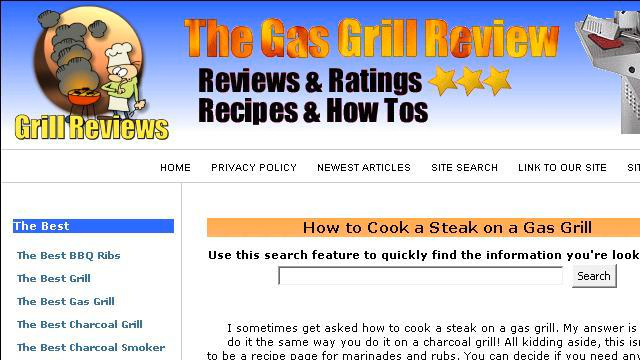 The Gas Grill Review
Reviews & Ratings
Recipes & How Tos
Grill Reviews
HOME PRIVACY POLICY NEWEST ARTICLES SITE SEARCH LINK TO OUR SITE
The Best
The Best BBQ Ribs
The Best Grill
The Best Gas Grill
The Best Charcoal Grill
The Best Charcoal Smoker
How to Cook a Steak on a Gas Grill
Use this search feature to quickly find the information you're
Search
I sometimes get asked how to cook a steak on a gas grill. My answer is
do it the same way you do it on a charcoal grill! All kidding aside, this
to be a recipe page for marinades and rubs. You can decide if you need